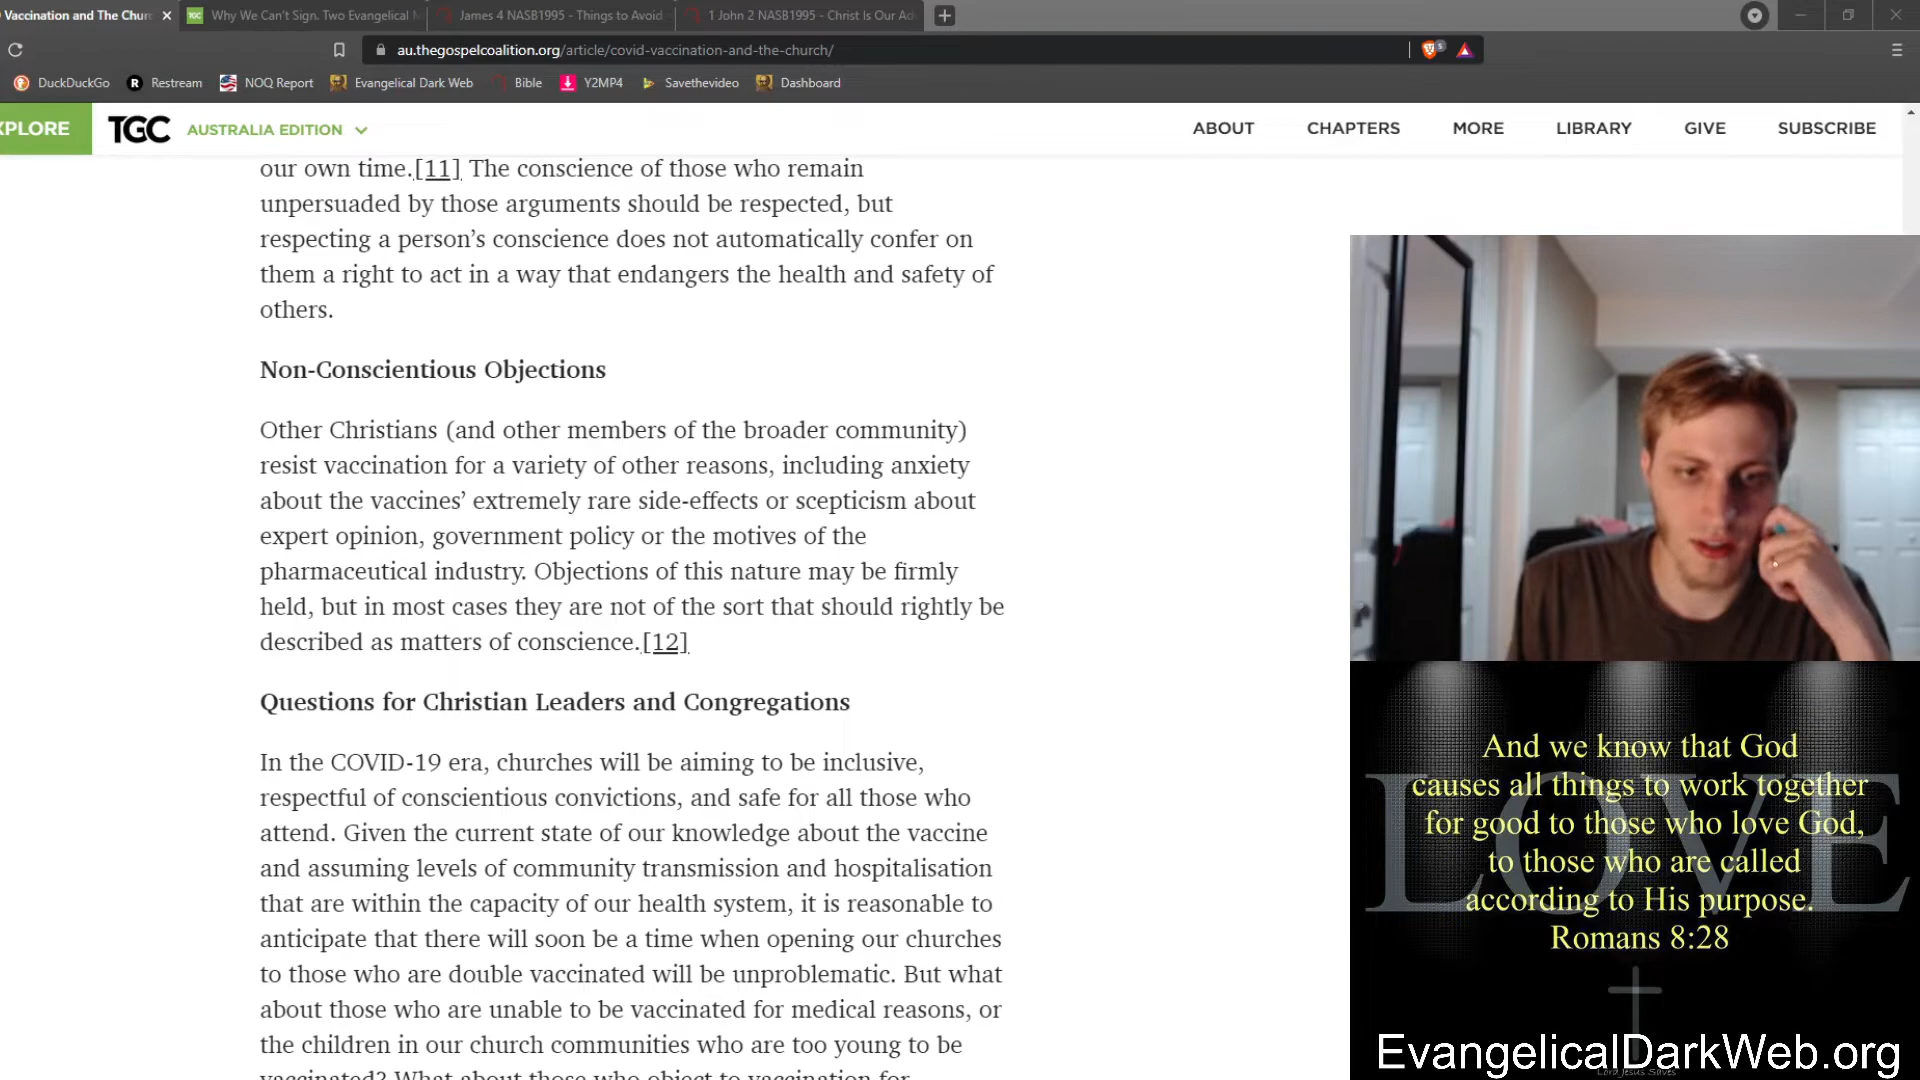 Vaccination and The Chur
Why We Can't Sign. Two Evangelical
James 4 NASB1995 - Things to Avoid
1 John 2 NASB1995 - Christ Is Our Ad
au.thegospelcoalition.org/article/covid-vaccination-and-the-church/
5
DuckDuckGo
Restream
NOQ Report
Evangelical Dark Web
Bible
Y2MP4
Savethevideo
Dashboard
XPLORE
TGC
AUSTRALIA EDITION
ABOUT
CHAPTERS
MORE
LIBRARY
GIVE
SUBSCRIBE
our own time.[11] The conscience of those who remain
unpersuaded by those arguments should be respected, but
respecting a person's conscience does not automatically confer on
them a right to act in a way that endangers the health and safety of
others.
Non-Conscientious Objections
Other Christians (and other members of the broader community)
resist vaccination for a variety of other reasons, including anxiety
about the vaccines' extremely rare side-effects or scepticism about
expert opinion, government policy or the motives of the
pharmaceutical industry. Objections of this nature may be firmly
held, but in most cases they are not of the sort that should rightly be
described as matters of conscience.[12]
Questions for Christian Leaders and Congregations
In the COVID-19 era, churches will be aiming to be inclusive,
respectful of conscientious convictions, and safe for all those who
attend. Given the current state of our knowledge about the vaccine
and assuming levels of community transmission and hospitalisation
that are within the capacity of our health system, it is reasonable to
anticipate that there will soon be a time when opening our churches
to those who are double vaccinated will be unproblematic. But what
about those who are unable to be vaccinated for medical reasons, or
the children in our church communities who are too young to be
vaccinated? What about those who object to vaccination for
LOVE
And we know that God
causes all things to work together
for good to those who love God,
to those who are called
according to His purpose.
Romans 8:28
EvangelicalDarkWeb.org
Lord Jesus Saves